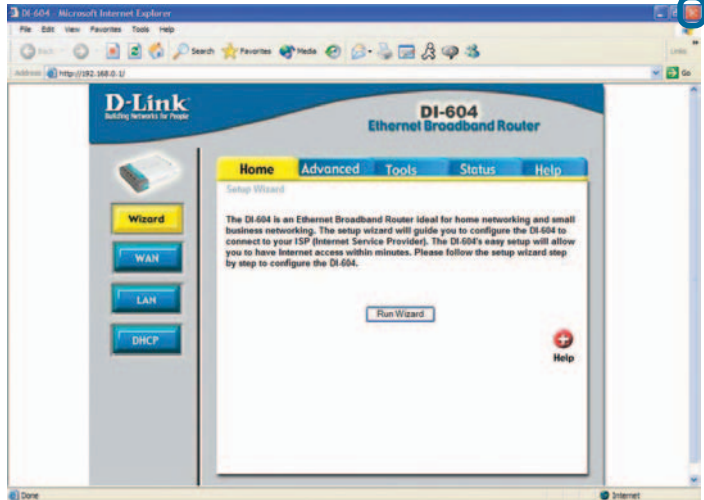 DI-604 - Microsoft Internet Explorer
File Edit View Favorites Tools Help
Back Search Favorites Media
Links
Address http://192.168.0.1/ Go
D-Link
Building Networks for People
DI-604
Ethernet Broadband Router
Home Advanced Tools Status Help
Setup Wizard
Wizard
WAN
LAN
DHCP
The DI-604 is an Ethernet Broadband Router ideal for home networking and small
business networking. The setup wizard will guide you to configure the DI-604 to
connect to your ISP (Internet Service Provider). The DI-604's easy setup will allow
you to have Internet access within minutes. Please follow the setup wizard step
by step to configure the DI-604.
Run Wizard
Help
Done Internet